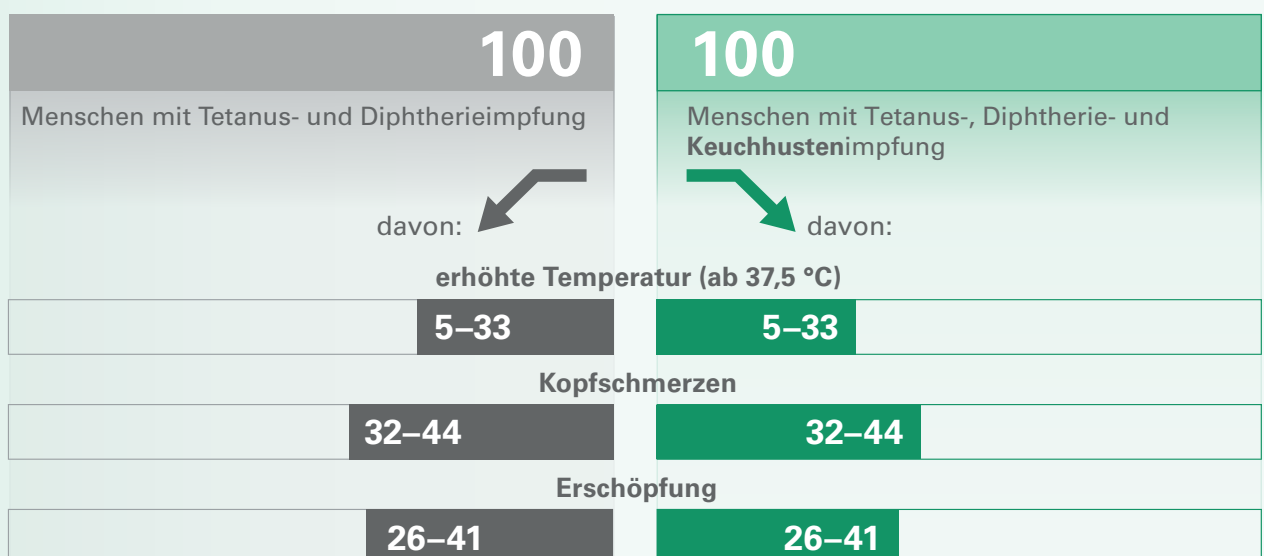 100
Menschen mit Tetanus- und Diphtherieimpfung
davon:
100
Menschen mit Tetanus-, Diphtherie- und
Keuchhustenimpfung
davon:
erhöhte Temperatur (ab 37,5 °C)
5–33
5–33
Kopfschmerzen
32–44
32–44
Erschöpfung
26–41
26–41